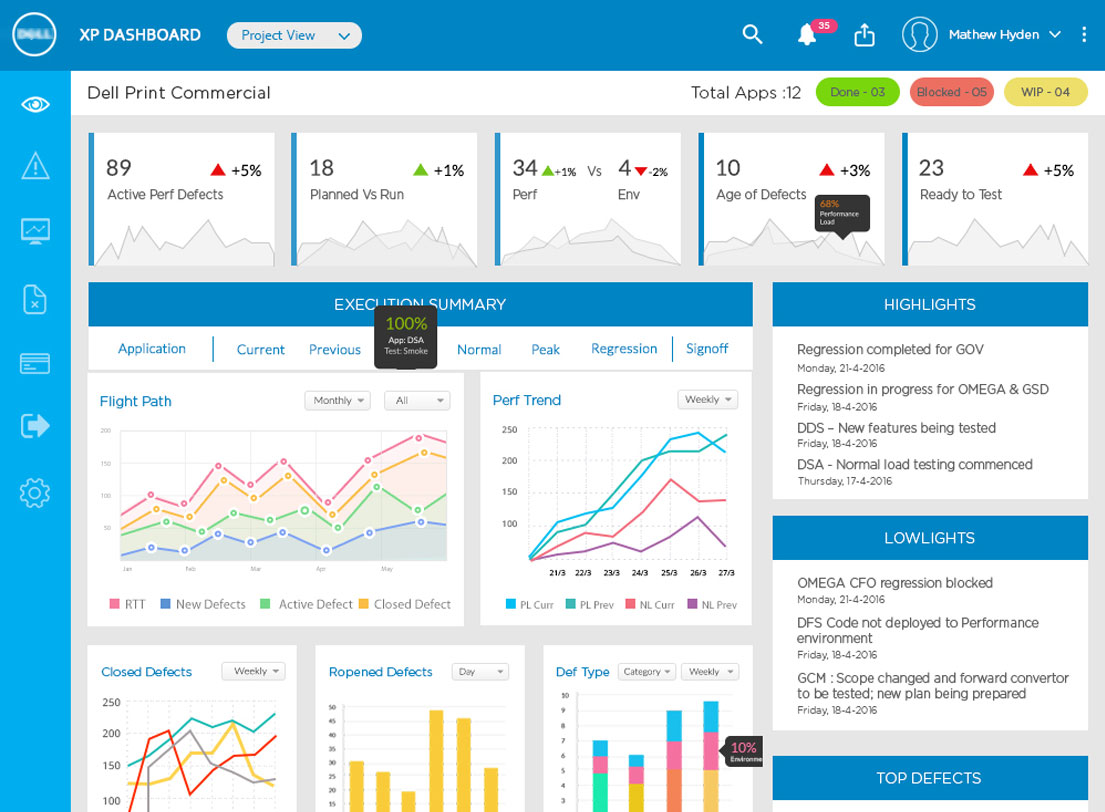 DELL
XP DASHBOARD
Project View
35
Mathew Hyden
Dell Print Commercial
Total Apps :12
Done - 03
Blocked - 05
WIP - 04
89
+5%
Active Perf Defects
18
+1%
Planned Vs Run
34 +1% Vs 4 -2%
Perf Env
10
+3%
Age of Defects
68%
Performance
Load
23
+5%
Ready to Test
EXECUTION SUMMARY
100%
App: DSA
Test: Smoke
Application Current Previous Normal Peak Regression Signoff
Flight Path
Monthly
All
200
150
100
50
Jan Feb Mar Apr May
RTT New Defects Active Defect Closed Defect
Perf Trend
Weekly
250
200
150
100
21/3 22/3 23/3 24/3 25/3 26/3 27/3
PL Curr PL Prev NL Curr NL Prev
Closed Defects
Weekly
250
200
150
100
Ropened Defects
Day
50
45
40
35
30
25
20
15
Def Type
Category
Weekly
10
9
8
7
6
5
4
3
10%
Environme
HIGHLIGHTS
Regression completed for GOV
Monday, 21-4-2016
Regression in progress for OMEGA & GSD
Friday, 18-4-2016
DDS – New features being tested
Friday, 18-4-2016
DSA - Normal load testing commenced
Thursday, 17-4-2016
LOWLIGHTS
OMEGA CFO regression blocked
Monday, 21-4-2016
DFS Code not deployed to Performance
environment
Friday, 18-4-2016
GCM : Scope changed and forward convertor
to be tested; new plan being prepared
Friday, 18-4-2016
TOP DEFECTS